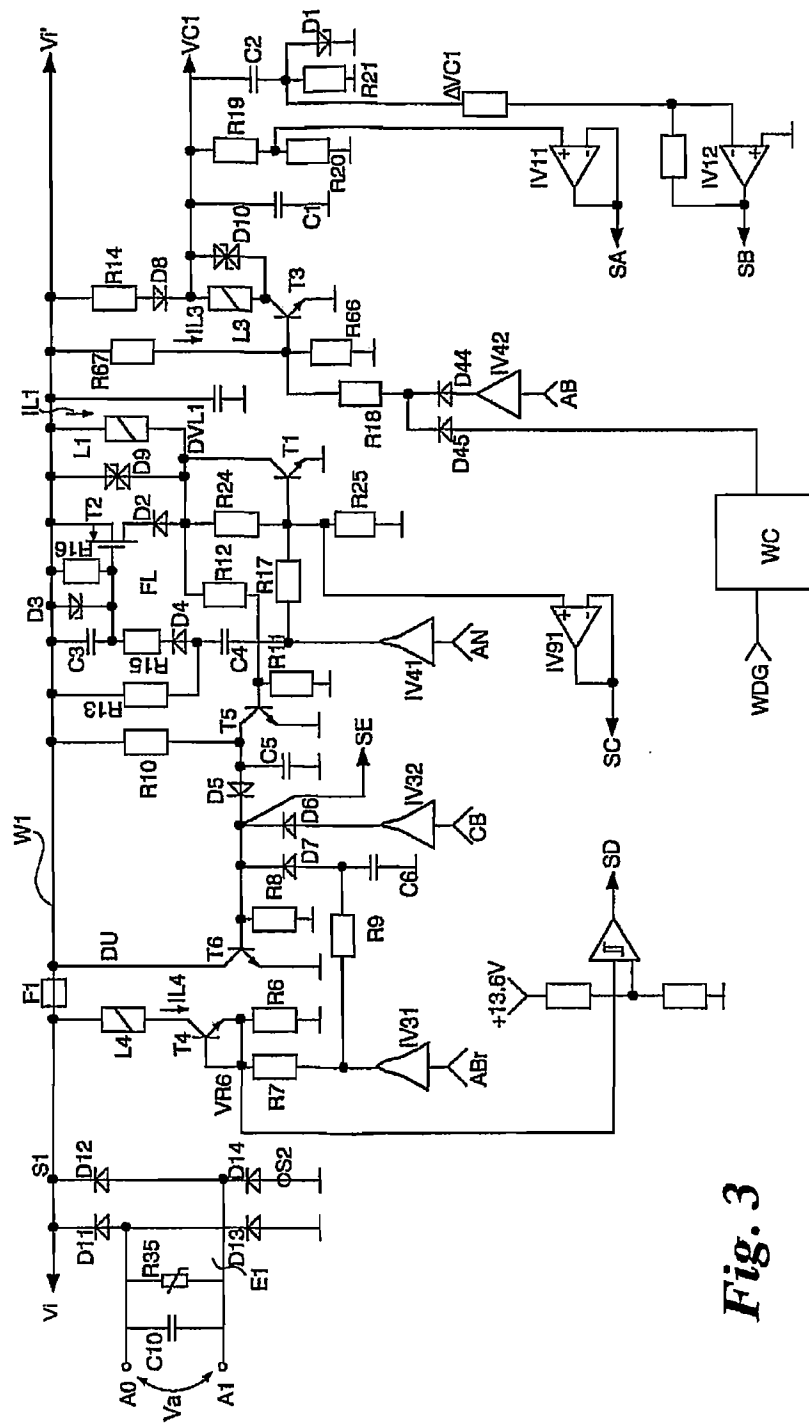 Vi
Vi'
W1
S1
F1
DU
VC1
IL1
D11
D12
D13
D14
ΦS2
R35
E1
C10
A0
Va
A1
L4
IL4
T4
VR6
R6
R7
IV31
ABr
T6
R8
R9
D7
C6
D6
IV32
CB
SE
D5
C5
R10
T5
R11
R12
R13
C3
D3
R16
R15
D4
C4
FL
T2
D2
D9
L1
DVL1
R24
R17
T1
R25
IV41
AN
IV91
SC
R67
R14
D8
IL3
L3
D10
T3
R66
R18
D44
D45
IV42
AB
WC
WDG
C1
R19
R20
C2
D1
R21
ΔVC1
IV11
SA
IV12
SB
+13.6V
SD
Fig. 3